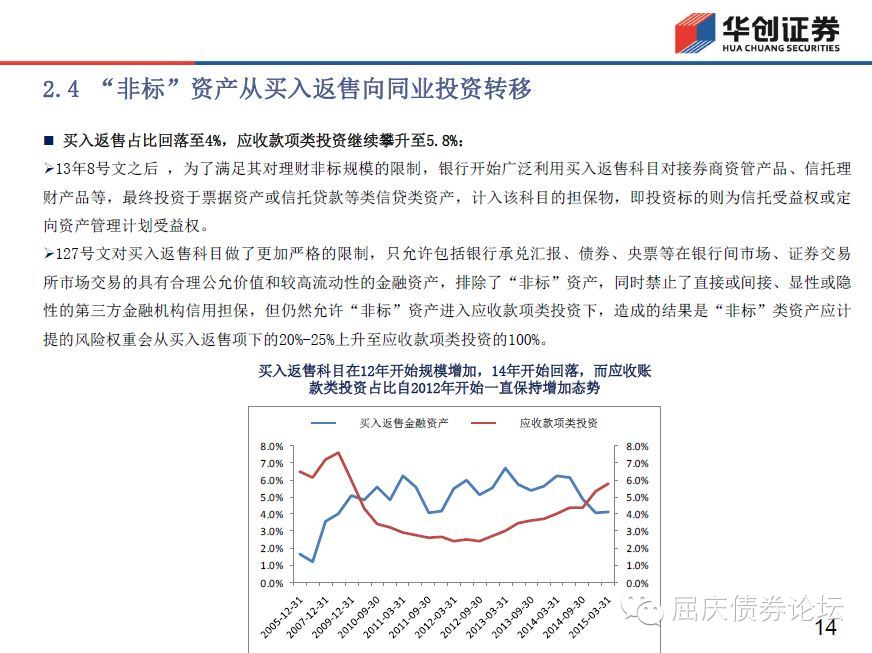 华创证券
HUA CHUANG SECURITIES
2.4 “非标”资产从买入返售向同业投资转移
■ 买入返售占比回落至4%，应收款项类投资继续攀升至5.8%：
➢13年8号文之后 ，为了满足其对理财非标规模的限制，银行开始广泛利用买入返售科目对接券商资管产品、信托理
财产品等，最终投资于票据资产或信托贷款等类信贷类资产，计入该科目的担保物，即投资标的则为信托受益权或定
向资产管理计划受益权。
➢127号文对买入返售科目做了更加严格的限制，只允许包括银行承兑汇报、债券、央票等在银行间市场、证券交易
所市场交易的具有合理公允价值和较高流动性的金融资产，排除了“非标”资产，同时禁止了直接或间接、显性或隐
性的第三方金融机构信用担保，但仍然允许“非标”资产进入应收款项类投资下，造成的结果是“非标”类资产应计
提的风险权重会从买入返售项下的20%-25%上升至应收款项类投资的100%。
买入返售科目在12年开始规模增加，14年开始回落，而应收账
款类投资占比自2012年开始一直保持增加态势
买入返售金融资产 应收款项类投资
8.0% 8.0%
7.0% 7.0%
6.0% 6.0%
5.0% 5.0%
4.0% 4.0%
3.0% 3.0%
2.0% 2.0%
1.0% 1.0%
0.0% 0.0%
2005-12-31 2007-12-31 2009-12-31 2010-09-30 2011-03-31 2011-09-30 2012-03-31 2012-09-30 2013-03-31 2013-09-30 2014-03-31 2014-09-30 2015-03-31
屈庆债券论坛
14